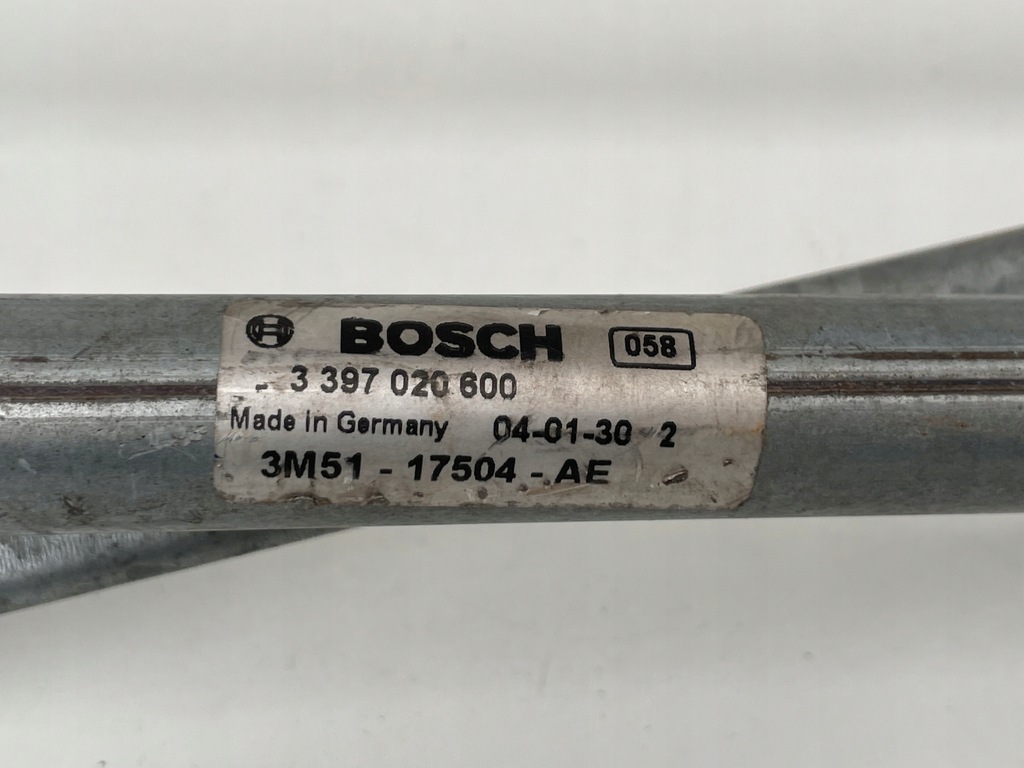 BOSCH 058
3 397 020 600
Made in Germany 04-01-30 2
3M51 - 17504 - AE